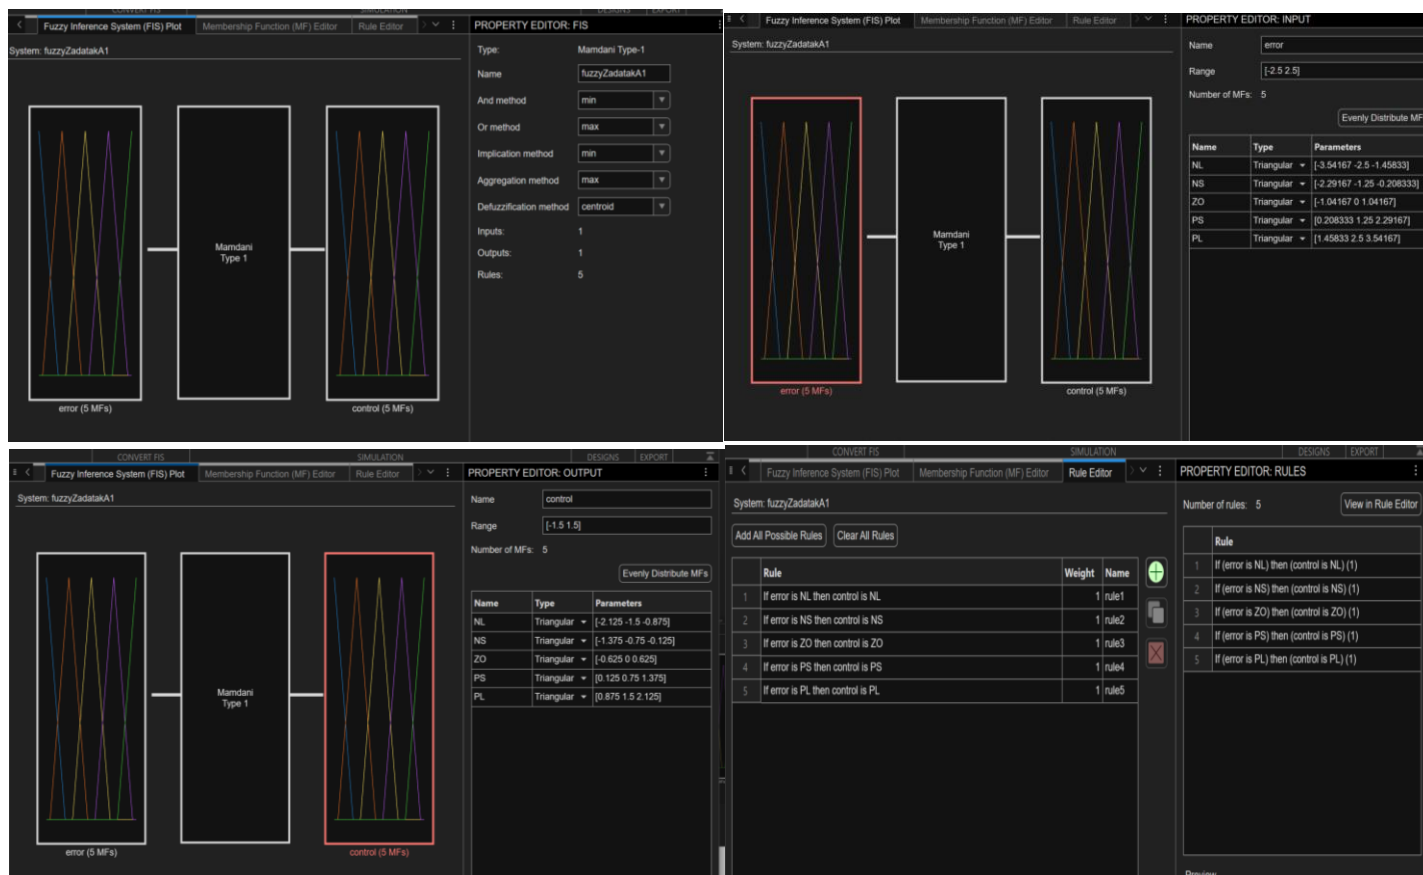 CONVERT FIS SIMULATION DESIGNS EXPORT
Fuzzy Inference System (FIS) Plot Membership Function (MF) Editor Rule Editor
PROPERTY EDITOR: FIS
System: fuzzyZadatakA1
Type: Mamdani Type-1
Name fuzzyZadatakA1
And method min
Or method max
Implication method min
Aggregation method max
Defuzzification method centroid
Inputs: 1
Outputs: 1
Rules: 5
Mamdani
Type 1
error (5 MFs)
control (5 MFs)
Fuzzy Inference System (FIS) Plot Membership Function (MF) Editor Rule Editor
PROPERTY EDITOR: INPUT
System: fuzzyZadatakA1
Name error
Range [-2.5 2.5]
Number of MFs: 5
Evenly Distribute MF
Name Type Parameters
NL Triangular [-3.54167 -2.5 -1.45833]
NS Triangular [-2.29167 -1.25 -0.208333]
ZO Triangular [-1.04167 0 1.04167]
PS Triangular [0.208333 1.25 2.29167]
PL Triangular [1.45833 2.5 3.54167]
Mamdani
Type 1
error (5 MFs)
control (5 MFs)
CONVERT FIS SIMULATION DESIGNS EXPORT
Fuzzy Inference System (FIS) Plot Membership Function (MF) Editor Rule Editor
PROPERTY EDITOR: OUTPUT
System: fuzzyZadatakA1
Name control
Range [-1.5 1.5]
Number of MFs: 5
Evenly Distribute MFs
Name Type Parameters
NL Triangular [-2.125 -1.5 -0.875]
NS Triangular [-1.375 -0.75 -0.125]
ZO Triangular [-0.625 0 0.625]
PS Triangular [0.125 0.75 1.375]
PL Triangular [0.875 1.5 2.125]
Mamdani
Type 1
error (5 MFs)
control (5 MFs)
CONVERT FIS SIMULATION DESIGNS EXPORT
Fuzzy Inference System (FIS) Plot Membership Function (MF) Editor Rule Editor
PROPERTY EDITOR: RULES
System: fuzzyZadatakA1
Add All Possible Rules Clear All Rules
Rule Weight Name
1 If error is NL then control is NL 1 rule1
2 If error is NS then control is NS 1 rule2
3 If error is ZO then control is ZO 1 rule3
4 If error is PS then control is PS 1 rule4
5 If error is PL then control is PL 1 rule5
Number of rules: 5 View in Rule Editor
Rule
1 If (error is NL) then (control is NL) (1)
2 If (error is NS) then (control is NS) (1)
3 If (error is ZO) then (control is ZO) (1)
4 If (error is PS) then (control is PS) (1)
5 If (error is PL) then (control is PL) (1)
Preview